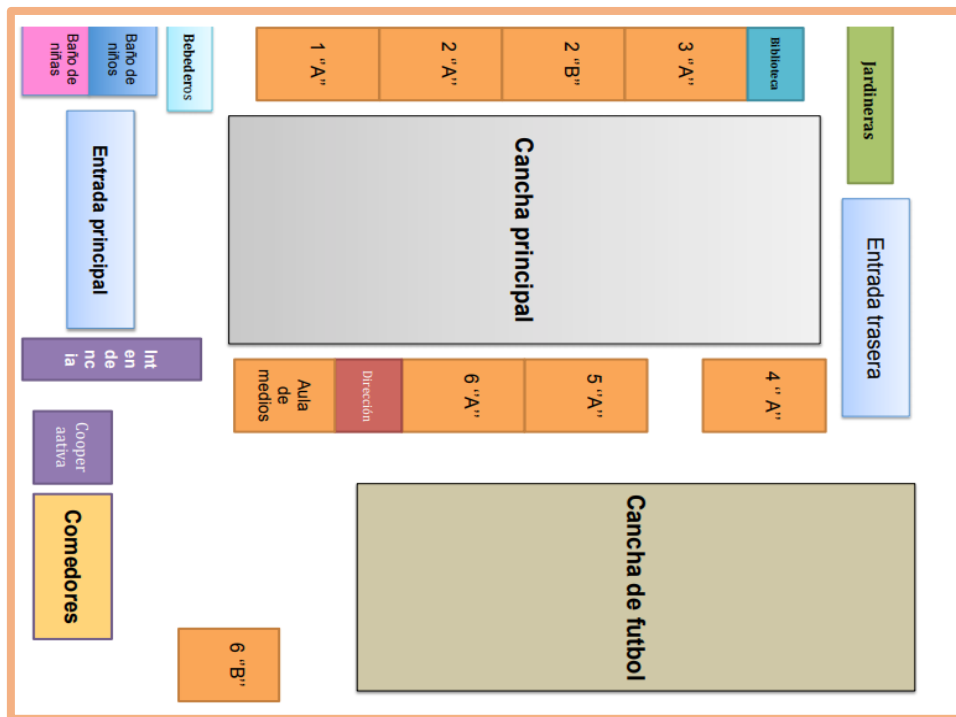 Baño de
niñas
Baño de
niños
Bebederos
1 ‘’A’’
2 ‘’A’’
2 ‘’B’’
3 ‘’A’’
Biblioteca
Jardineras
Entrada principal
Cancha principal
Entrada trasera
Int
en
de
nc
ia
Aula
de
medios
Dirección
6 ‘’A’’
5 ‘’A’’
4 ‘’ A’’
Cooper
aativa
Comedores
Cancha de futbol
6 ‘’B’’